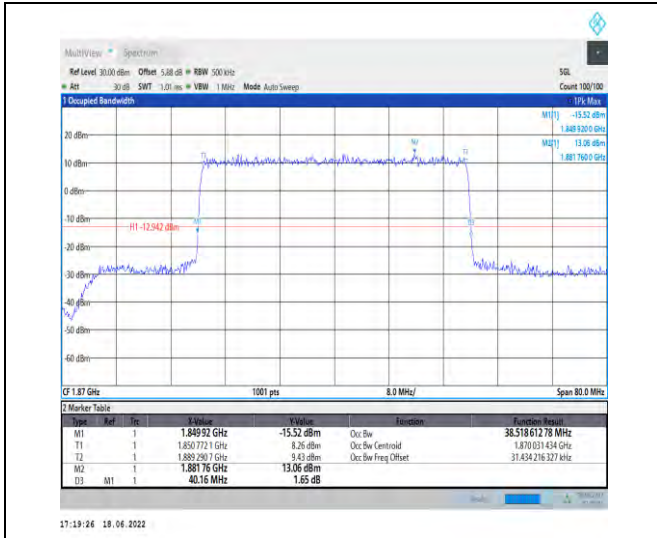 MultiView Spectrum
Ref Level 30.00 dBm Offset 5.88 dB RBW 500 kHz SGL
Att 30 dB SWT 1.01 ms VBW 1 MHz Mode Auto Sweep Count 100/100
1 Occupied Bandwidth 1Pk Max
M1[1] -15.52 dBm
1.849 920 0 GHz
20 dBm M2[1] 13.06 dBm
1.881 760 0 GHz
M2
T1 T2
10 dBm
0 dBm
-10 dBm
M1 D3
H1 -12.942 dBm
-20 dBm
-30 dBm
-40 dBm
-50 dBm
-60 dBm
CF 1.87 GHz 1001 pts 8.0 MHz/ Span 80.0 MHz
2 Marker Table
Type Ref Trc X-Value Y-Value Function Function Result
M1 1 1.849 92 GHz -15.52 dBm Occ Bw 38.518 612 78 MHz
T1 1 1.850 772 1 GHz 8.26 dBm Occ Bw Centroid 1.870 031 434 GHz
T2 1 1.889 290 7 GHz 9.43 dBm Occ Bw Freq Offset 31.434 216 327 kHz
M2 1 1.881 76 GHz 13.06 dBm
D3 M1 1 40.16 MHz 1.65 dB
17:19:26 18.06.2022